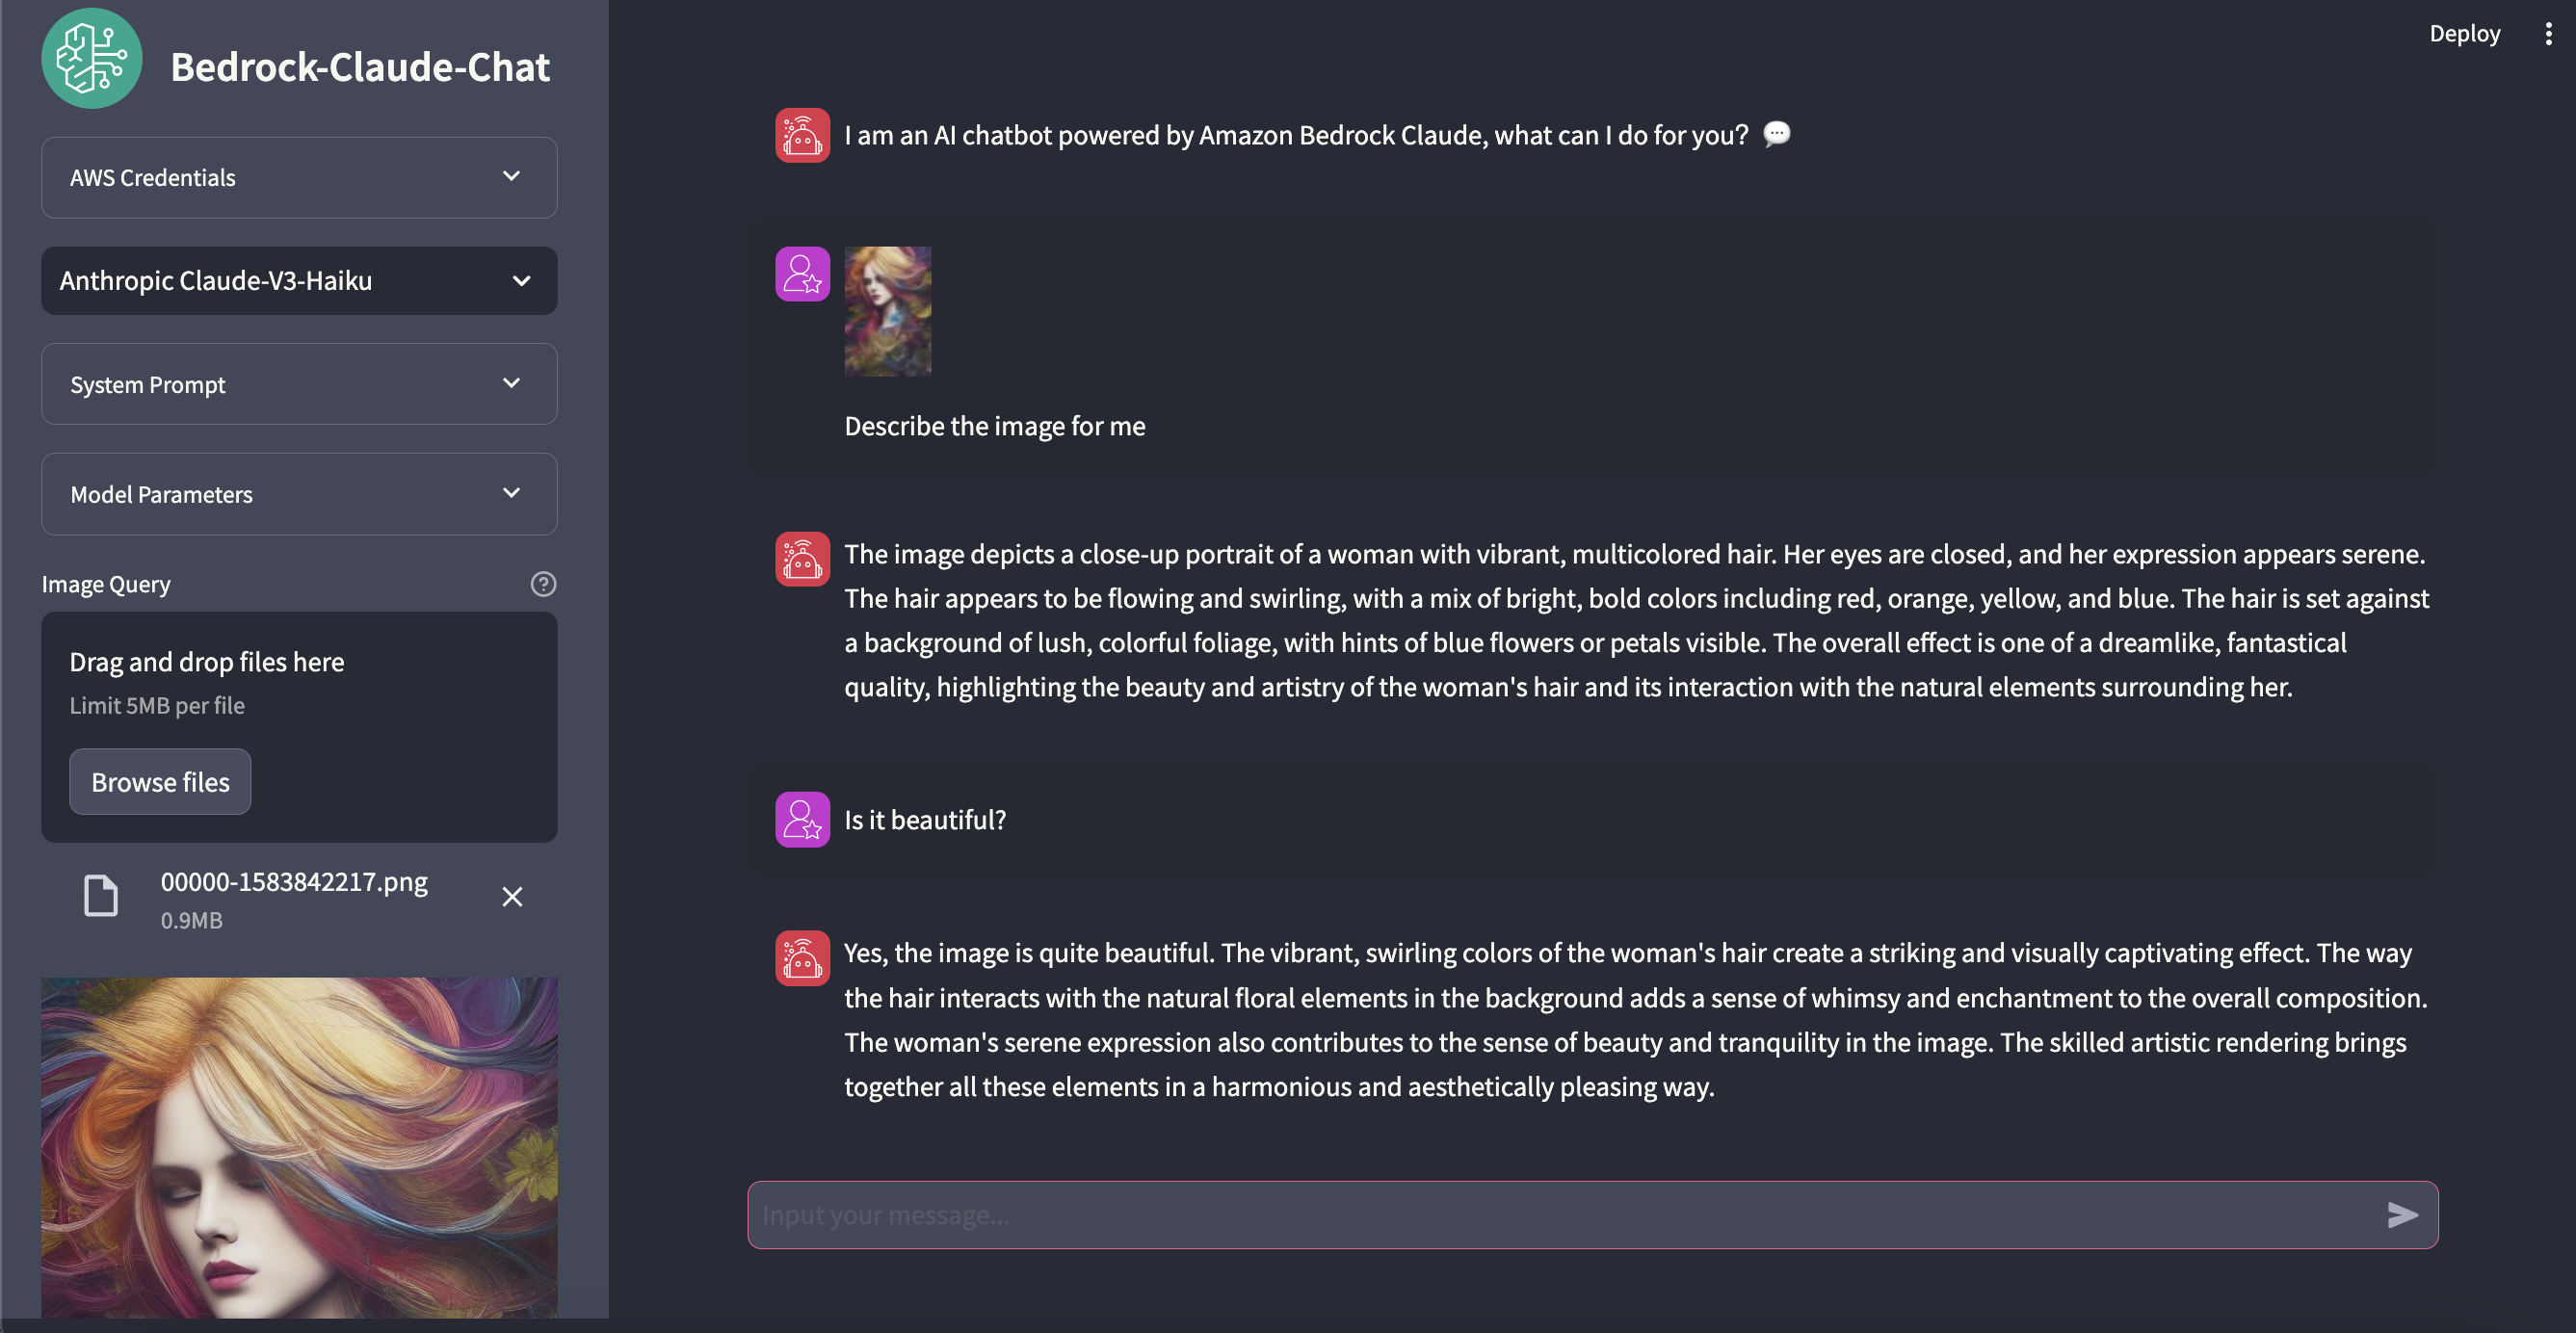 Bedrock-Claude-Chat
AWS Credentials
Anthropic Claude-V3-Haiku
System Prompt
Model Parameters
Image Query
Drag and drop files here
Limit 5MB per file
Browse files
00000-1583842217.png
0.9MB
Deploy
I am an AI chatbot powered by Amazon Bedrock Claude, what can I do for you? 💬
Describe the image for me
The image depicts a close-up portrait of a woman with vibrant, multicolored hair. Her eyes are closed, and her expression appears serene.
The hair appears to be flowing and swirling, with a mix of bright, bold colors including red, orange, yellow, and blue. The hair is set against
a background of lush, colorful foliage, with hints of blue flowers or petals visible. The overall effect is one of a dreamlike, fantastical
quality, highlighting the beauty and artistry of the woman's hair and its interaction with the natural elements surrounding her.
Is it beautiful?
Yes, the image is quite beautiful. The vibrant, swirling colors of the woman's hair create a striking and visually captivating effect. The way
the hair interacts with the natural floral elements in the background adds a sense of whimsy and enchantment to the overall composition.
The woman's serene expression also contributes to the sense of beauty and tranquility in the image. The skilled artistic rendering brings
together all these elements in a harmonious and aesthetically pleasing way.
Input your message...